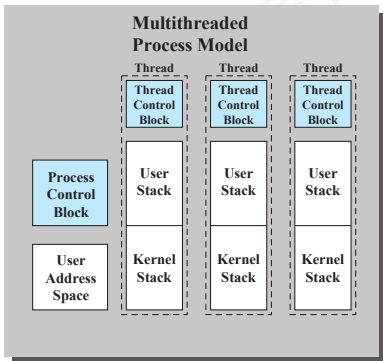 Multithreaded
Process Model
Thread Thread Thread
Thread Thread Thread
Control Control Control
Block Block Block
Process
Control
Block
User User User
Stack Stack Stack
User
Address
Space
Kernel Kernel Kernel
Stack Stack Stack